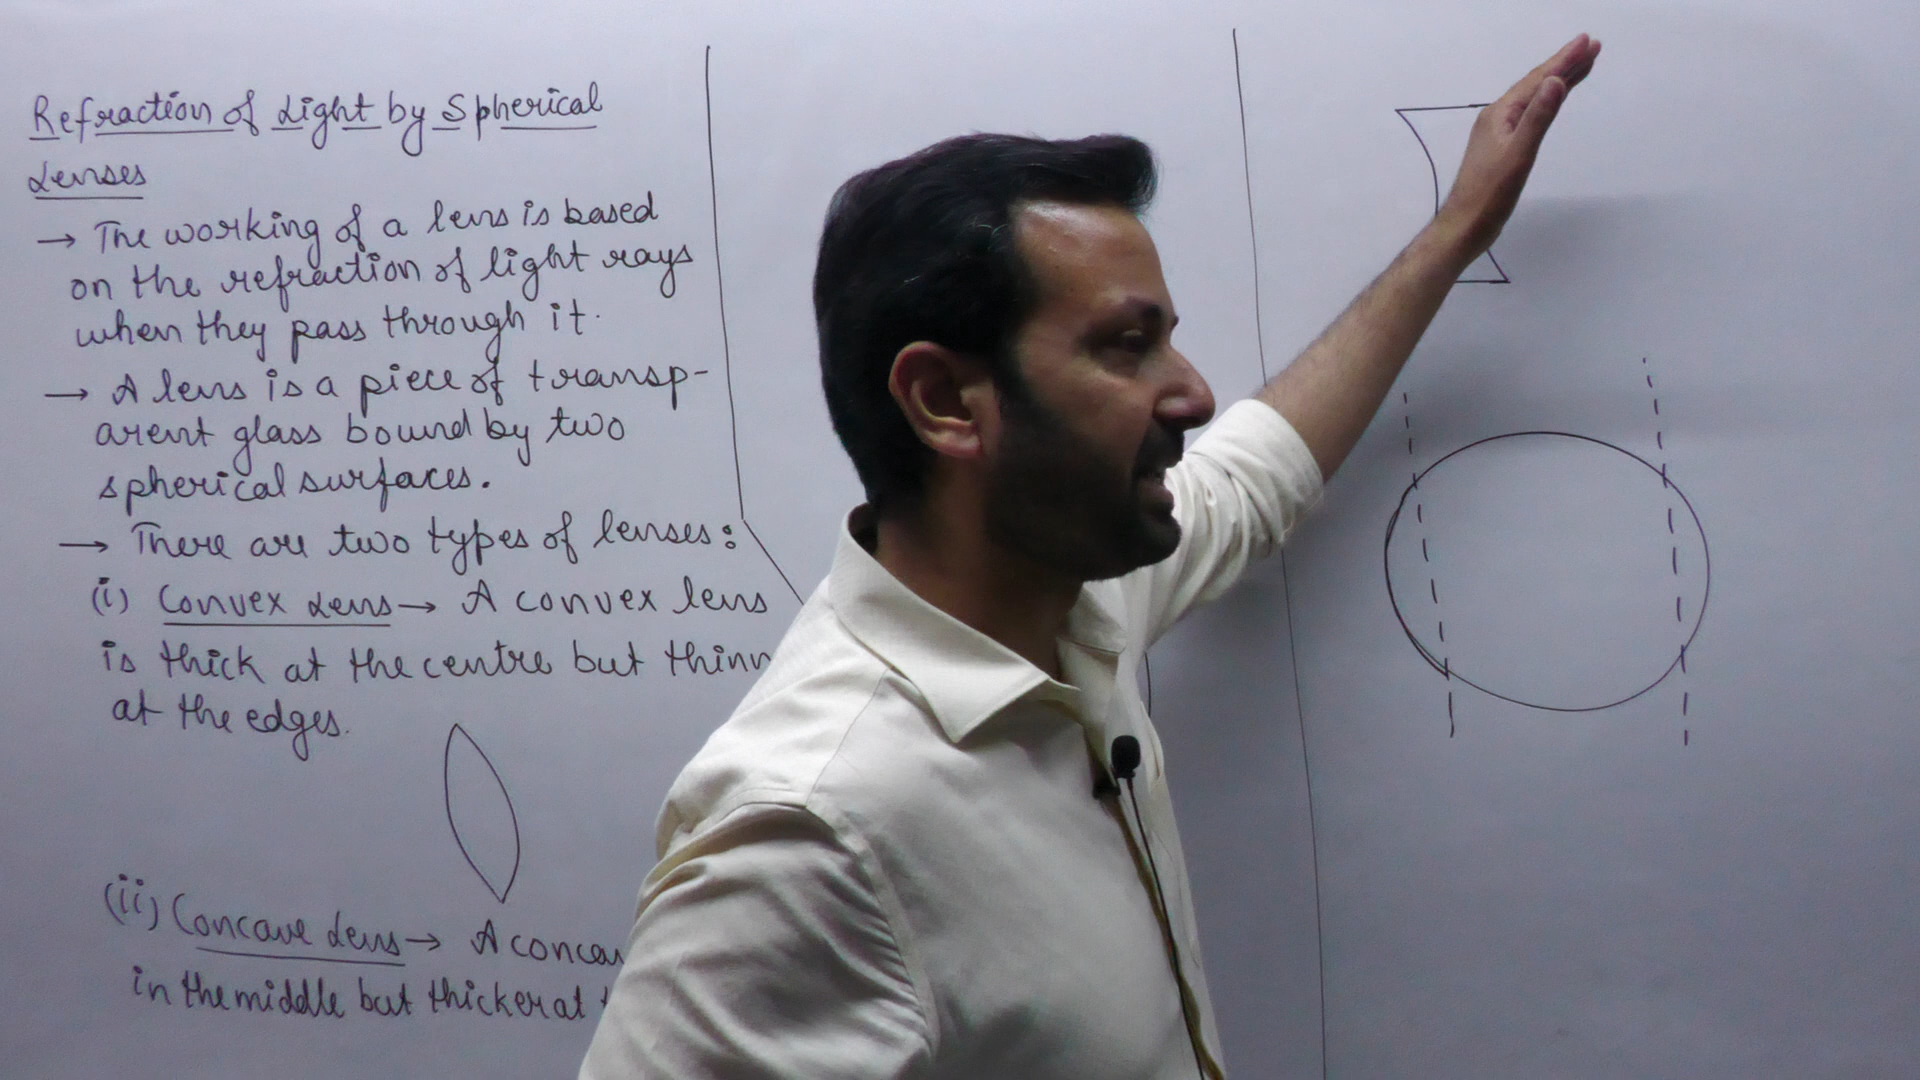 Refraction of Light by Spherical
Lenses
→ The working of a lens is based
on the refraction of light rays
when they pass through it.
→ A lens is a piece of transp-
arent glass bound by two
spherical surfaces.
→ There are two types of lenses:
(i) Convex Lens → A convex lens
is thick at the centre but
at the edges.
(ii) Concave Lens → A
in the middle but thicker at